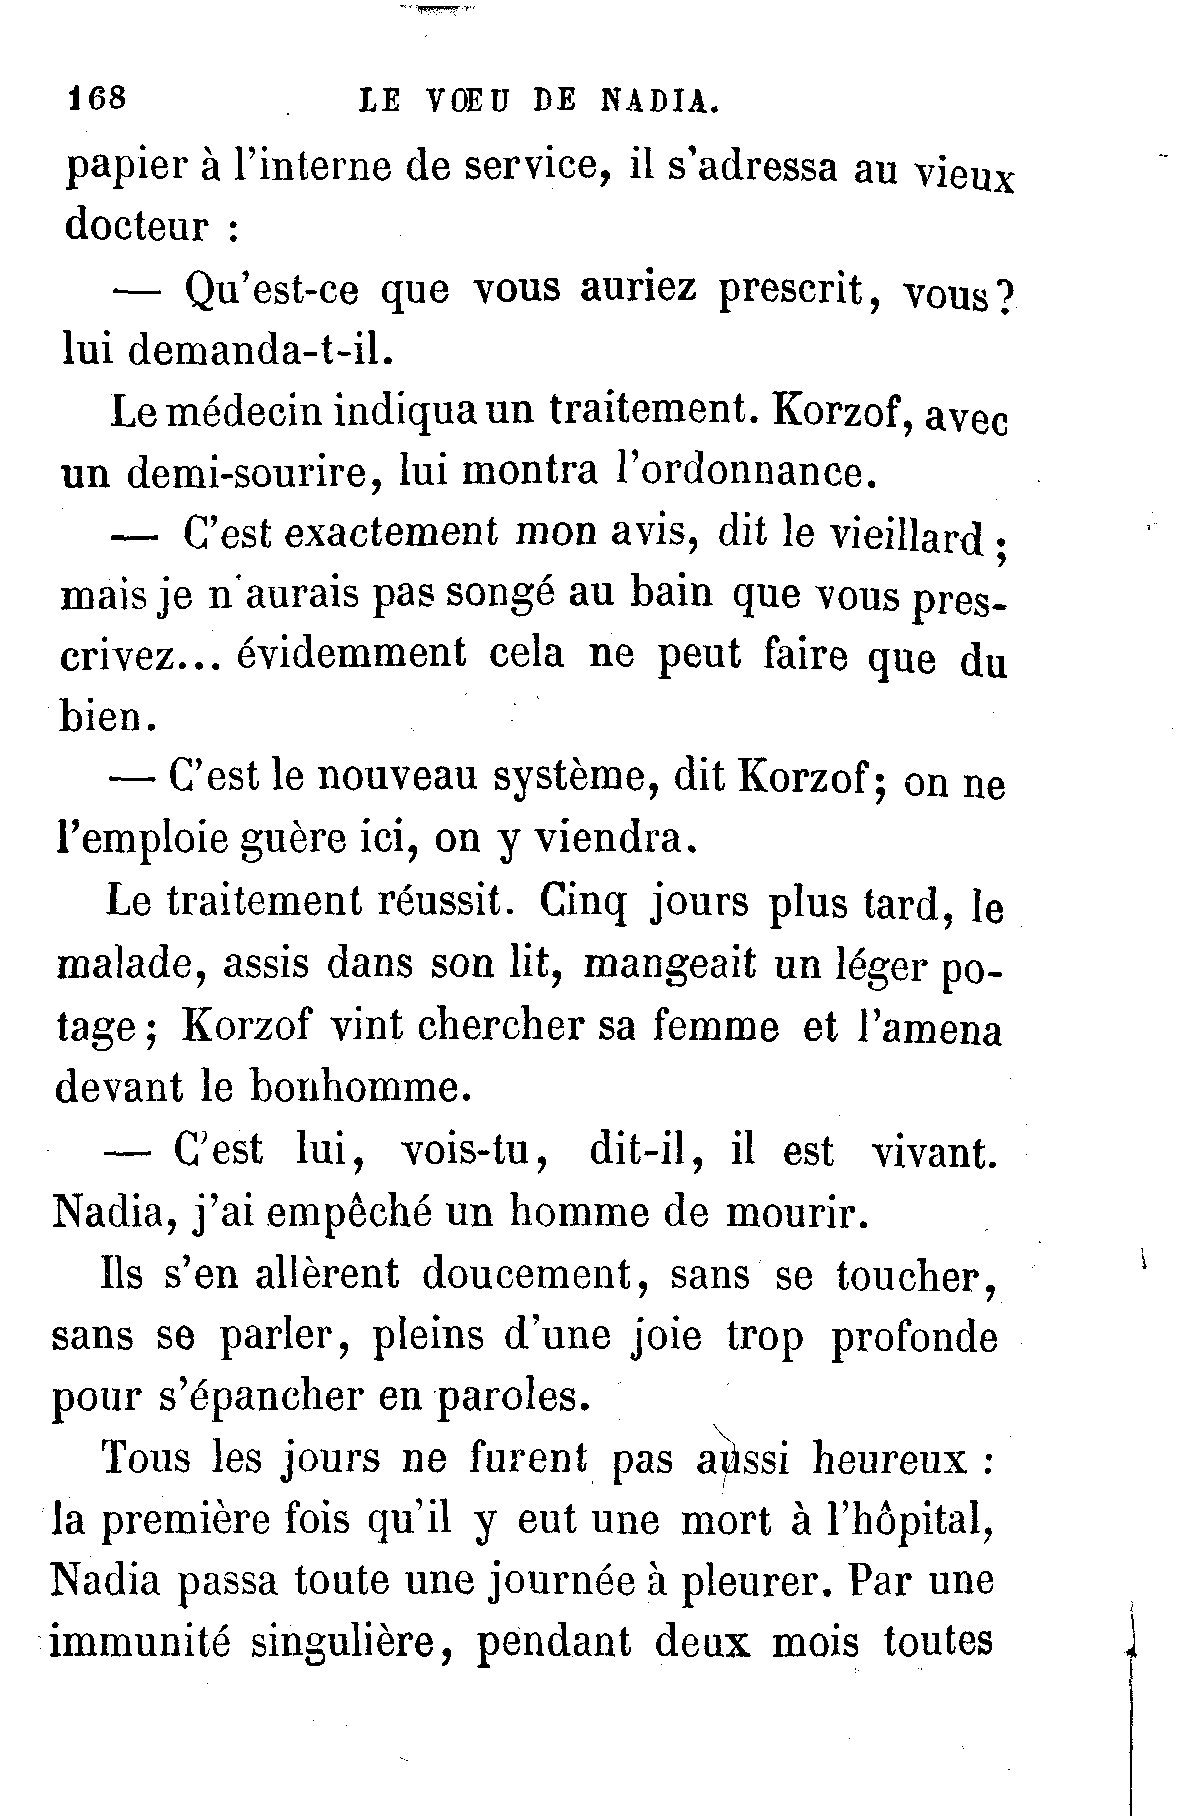 168 LE VŒU DE NADIA.
papier à l'interne de service, il s'adressa au vieux
docteur :
— Qu'est-ce que vous auriez prescrit, vous?
lui demanda-t-il.
Le médecin indiqua un traitement. Korzof, avec
un demi-sourire, lui montra l'ordonnance.
— C'est exactement mon avis, dit le vieillard ;
mais je n'aurais pas songé au bain que vous pres-
crivez... évidemment cela ne peut faire que du
bien.
— C'est le nouveau système, dit Korzof; on ne
l'emploie guère ici, on y viendra.
Le traitement réussit. Cinq jours plus tard, le
malade, assis dans son lit, mangeait un léger po-
tage ; Korzof vint chercher sa femme et l'amena
devant le bonhomme.
— C'est lui, vois-tu, dit-il, il est vivant.
Nadia, j'ai empêché un homme de mourir.
Ils s'en allèrent doucement, sans se toucher,
sans se parler, pleins d'une joie trop profonde
pour s'épancher en paroles.
Tous les jours ne furent pas aussi heureux :
la première fois qu'il y eut une mort à l'hôpital,
Nadia passa toute une journée à pleurer. Par une
immunité singulière, pendant deux mois toutes